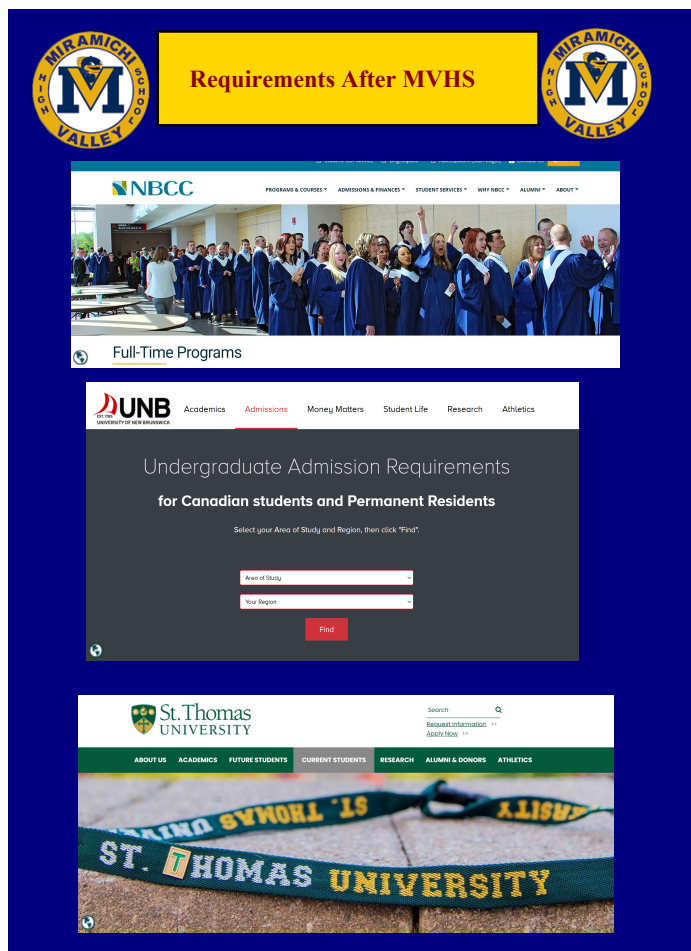 MIRAMICHI
HIGH
SCHOOL
VALLEY
MV
Requirements After MVHS
MIRAMICHI
HIGH
SCHOOL
VALLEY
MV
NBCC
PROGRAMS & COURSES ADMISSIONS & FINANCES STUDENT SERVICES WHY NBCC ALUMNI ABOUT
Full-Time Programs
UNB
EST. 1785
UNIVERSITY OF NEW BRUNSWICK
Academics Admissions Money Matters Student Life Research Athletics
Undergraduate Admission Requirements
for Canadian students and Permanent Residents
Select your Area of Study and Region, then click "Find".
Area of Study
Your Region
Find
St. Thomas
UNIVERSITY
Search
Request Information >>
Apply Now >>
ABOUT US ACADEMICS FUTURE STUDENTS CURRENT STUDENTS RESEARCH ALUMNI & DONORS ATHLETICS
ST. THOMAS
ST. THOMAS UNIVERSITY